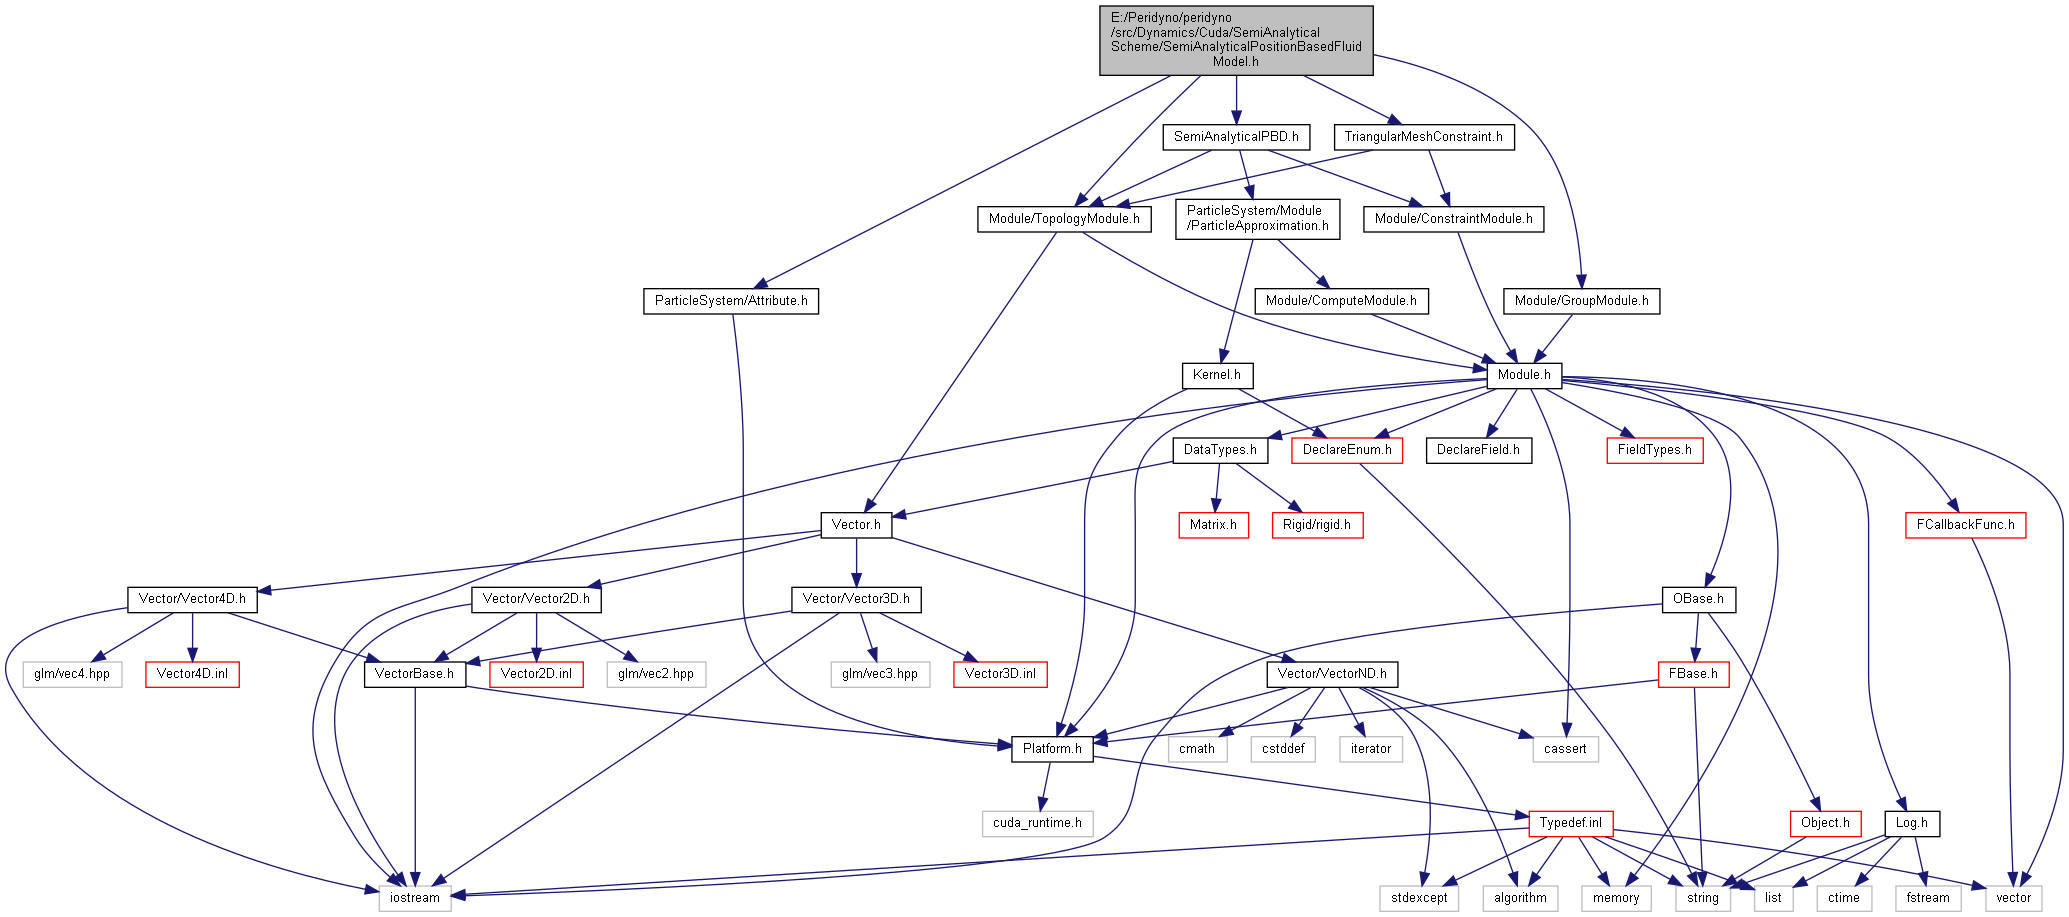 E:/Peridyno/peridyno
/src/Dynamics/Cuda/SemiAnalytical
Scheme/SemiAnalyticalPositionBasedFluid
Model.h
SemiAnalyticalPBD.h
TriangularMeshConstraint.h
Module/TopologyModule.h
ParticleSystem/Module
/ParticleApproximation.h
Module/ConstraintModule.h
ParticleSystem/Attribute.h
Module/ComputeModule.h
Module/GroupModule.h
Kernel.h
Module.h
DataTypes.h
DeclareEnum.h
DeclareField.h
FieldTypes.h
Vector.h
Matrix.h
Rigid/rigid.h
FCallbackFunc.h
Vector/Vector4D.h
Vector/Vector2D.h
Vector/Vector3D.h
OBase.h
glm/vec4.hpp
Vector4D.inl
VectorBase.h
Vector2D.inl
glm/vec2.hpp
glm/vec3.hpp
Vector3D.inl
Vector/VectorND.h
FBase.h
Platform.h
cmath
cstddef
iterator
cassert
cuda_runtime.h
Typedef.inl
Object.h
Log.h
iostream
stdexcept
algorithm
memory
string
list
ctime
fstream
vector